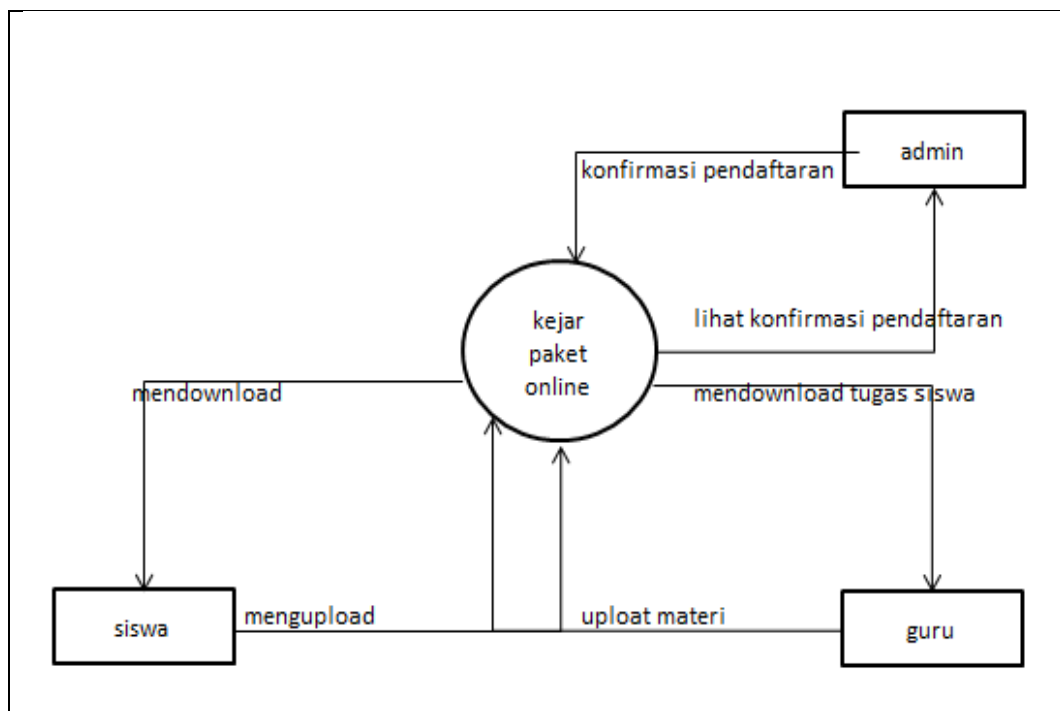 admin
konfirmasi pendaftaran
kejar
paket
online
lihat konfirmasi pendaftaran
mendownload
mendownload tugas siswa
siswa
mengupload
uploat materi
guru